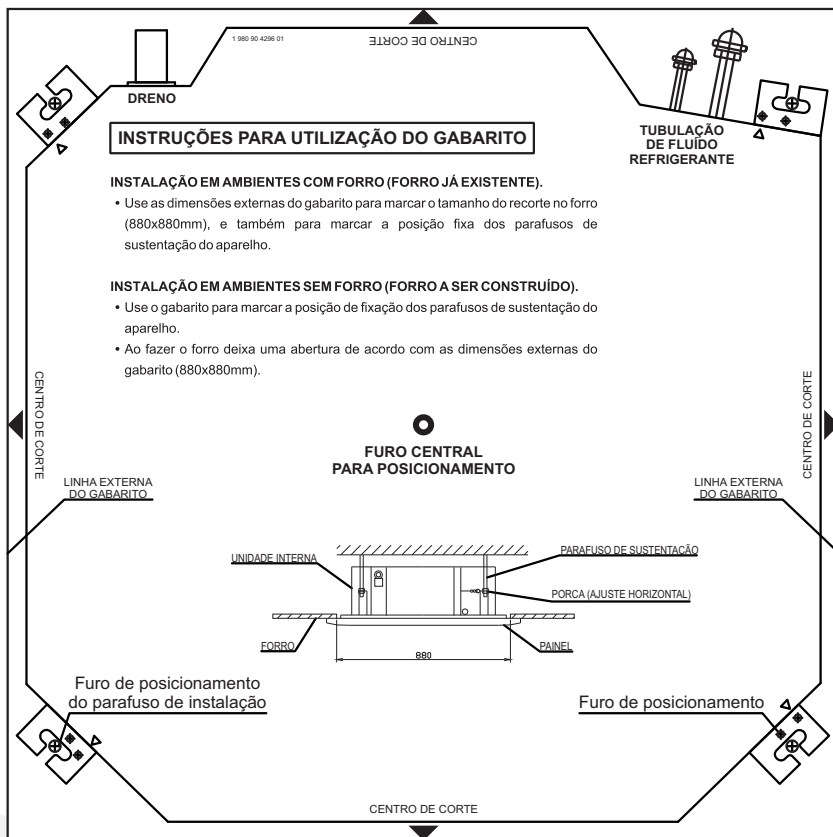 1 980 90 4296 01
CENTRO DE CORTE
DRENO
TUBULAÇÃO
DE FLUÍDO
REFRIGERANTE
INSTRUÇÕES PARA UTILIZAÇÃO DO GABARITO
INSTALAÇÃO EM AMBIENTES COM FORRO (FORRO JÁ EXISTENTE).
• Use as dimensões externas do gabarito para marcar o tamanho do recorte no forro
(880x880mm), e também para marcar a posição fixa dos parafusos de
sustentação do aparelho.
INSTALAÇÃO EM AMBIENTES SEM FORRO (FORRO A SER CONSTRUÍDO).
• Use o gabarito para marcar a posição de fixação dos parafusos de sustentação do
aparelho.
• Ao fazer o forro deixa uma abertura de acordo com as dimensões externas do
gabarito (880x880mm).
CENTRO DE CORTE
CENTRO DE CORTE
FURO CENTRAL
PARA POSICIONAMENTO
LINHA EXTERNA
DO GABARITO
LINHA EXTERNA
DO GABARITO
UNIDADE INTERNA
PARAFUSO DE SUSTENTAÇÃO
PORCA (AJUSTE HORIZONTAL)
FORRO
PAINEL
880
Furo de posicionamento
do parafuso de instalação
Furo de posicionamento
CENTRO DE CORTE